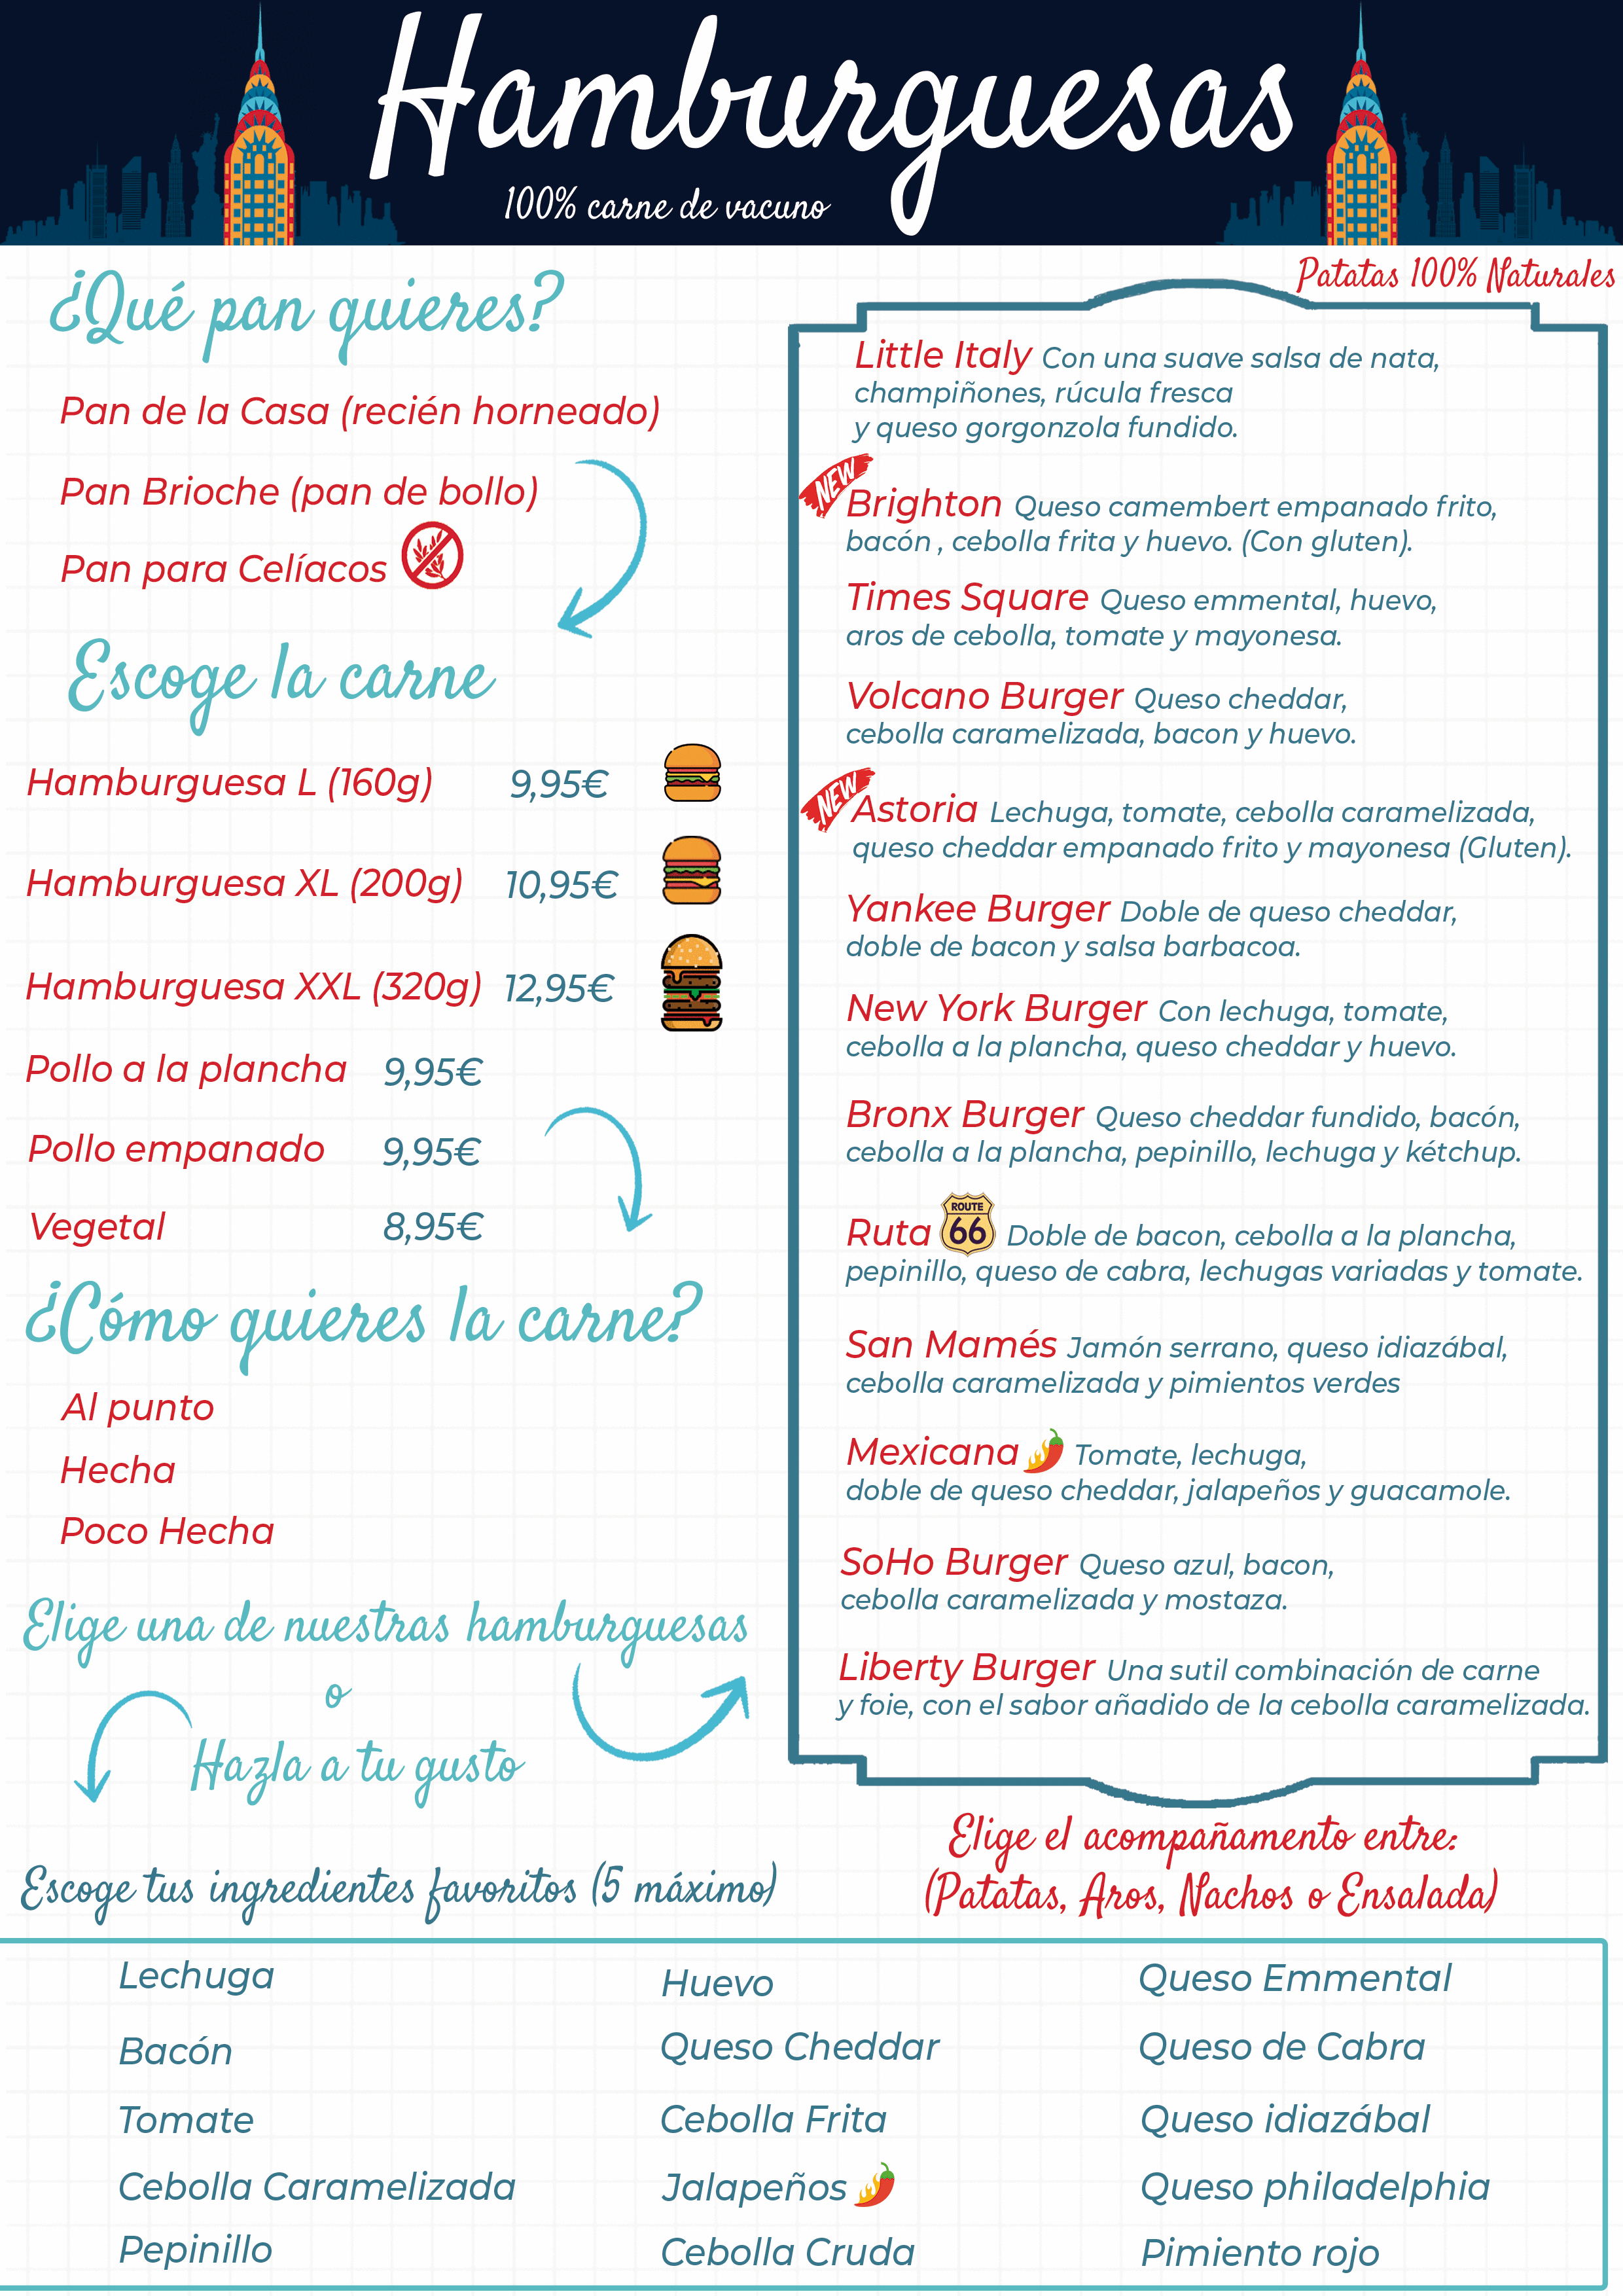 Hamburguesas
100% carne de vacuno
¿Qué pan quieres?
Pan de la Casa (recién horneado)
Pan Brioche (pan de bollo)
Pan para Celíacos
Escoge la carne
Hamburguesa L (160g) 9,95€
Hamburguesa XL (200g) 10,95€
Hamburguesa XXL (320g) 12,95€
Pollo a la plancha 9,95€
Pollo empanado 9,95€
Vegetal 8,95€
¿Cómo quieres la carne?
Al punto
Hecha
Poco Hecha
Elige una de nuestras hamburguesas
o
Hazla a tu gusto
Patatas 100% Naturales
Little Italy Con una suave salsa de nata,
champiñones, rúcula fresca
y queso gorgonzola fundido.
NEW
Brighton Queso camembert empanado frito,
bacón , cebolla frita y huevo. (Con gluten).
Times Square Queso emmental, huevo,
aros de cebolla, tomate y mayonesa.
Volcano Burger Queso cheddar,
cebolla caramelizada, bacon y huevo.
NEW
Astoria Lechuga, tomate, cebolla caramelizada,
queso cheddar empanado frito y mayonesa (Gluten).
Yankee Burger Doble de queso cheddar,
doble de bacon y salsa barbacoa.
New York Burger Con lechuga, tomate,
cebolla a la plancha, queso cheddar y huevo.
Bronx Burger Queso cheddar fundido, bacón,
cebolla a la plancha, pepinillo, lechuga y kétchup.
Ruta ROUTE 66 Doble de bacon, cebolla a la plancha,
pepinillo, queso de cabra, lechugas variadas y tomate.
San Mamés Jamón serrano, queso idiazábal,
cebolla caramelizada y pimientos verdes
Mexicana Tomate, lechuga,
doble de queso cheddar, jalapeños y guacamole.
SoHo Burger Queso azul, bacon,
cebolla caramelizada y mostaza.
Liberty Burger Una sutil combinación de carne
y foie, con el sabor añadido de la cebolla caramelizada.
Elige el acompañamento entre:
(Patatas, Aros, Nachos o Ensalada)
Escoge tus ingredientes favoritos (5 máximo)
Lechuga
Bacón
Tomate
Cebolla Caramelizada
Pepinillo
Huevo
Queso Cheddar
Cebolla Frita
Jalapeños
Cebolla Cruda
Queso Emmental
Queso de Cabra
Queso idiazábal
Queso philadelphia
Pimiento rojo